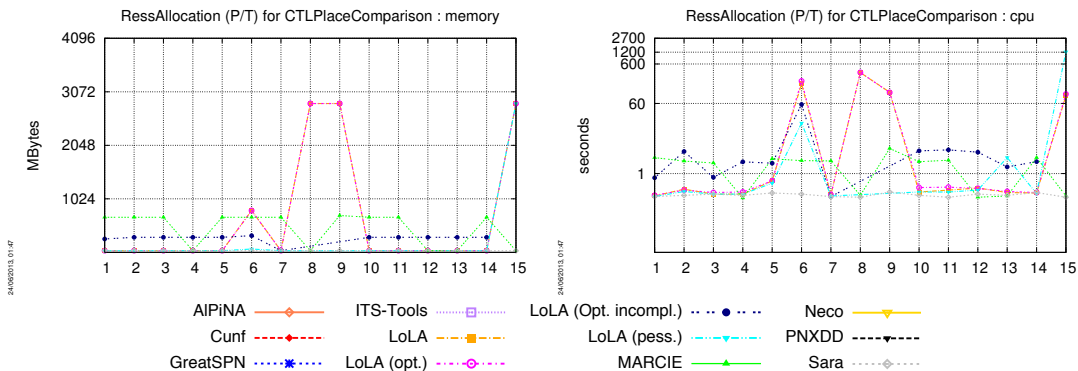 RessAllocation (P/T) for CTLPlaceComparison : memory
4096
3072
2048
1024
MBytes
1 2 3 4 5 6 7 8 9 10 11 12 13 14 15
24/06/2013, 01:47
RessAllocation (P/T) for CTLPlaceComparison : cpu
2700
1200
600
60
1
seconds
1 2 3 4 5 6 7 8 9 10 11 12 13 14 15
24/06/2013, 01:47
AlPiNA
Cunf
GreatSPN
ITS-Tools
LoLA
LoLA (opt.)
LoLA (Opt. incompl.)
LoLA (pess.)
MARCIE
Neco
PNXDD
Sara